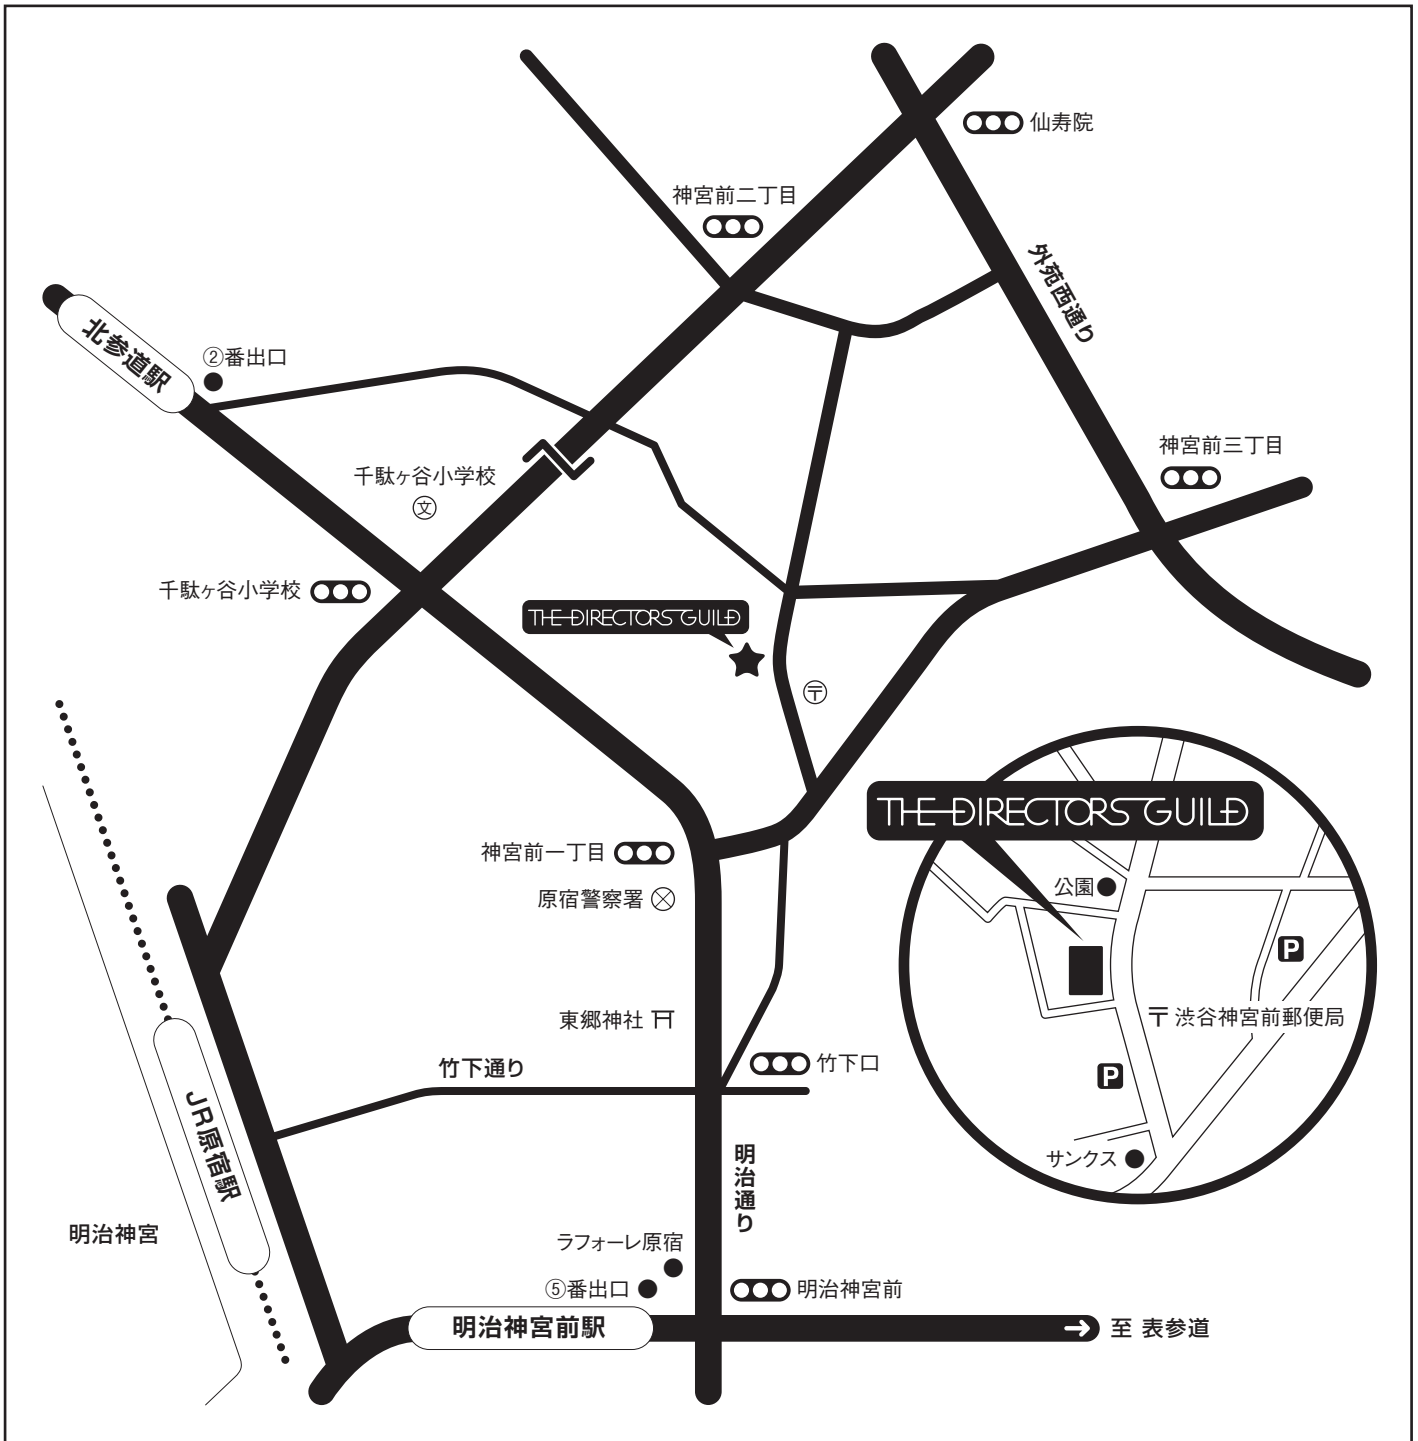 仙寿院
神宮前二丁目
外苑西通り
北参道駅
②番出口
神宮前三丁目
千駄ヶ谷小学校
文
千駄ヶ谷小学校
THE DIRECTORS GUILD
〒
THE DIRECTORS GUILD
神宮前一丁目
原宿警察署
公園
P
東郷神社
〒渋谷神宮前郵便局
竹下通り
竹下口
P
JR原宿駅
明治通り
サンクス
明治神宮
ラフォーレ原宿
⑤番出口
明治神宮前
明治神宮前駅
→ 至 表参道